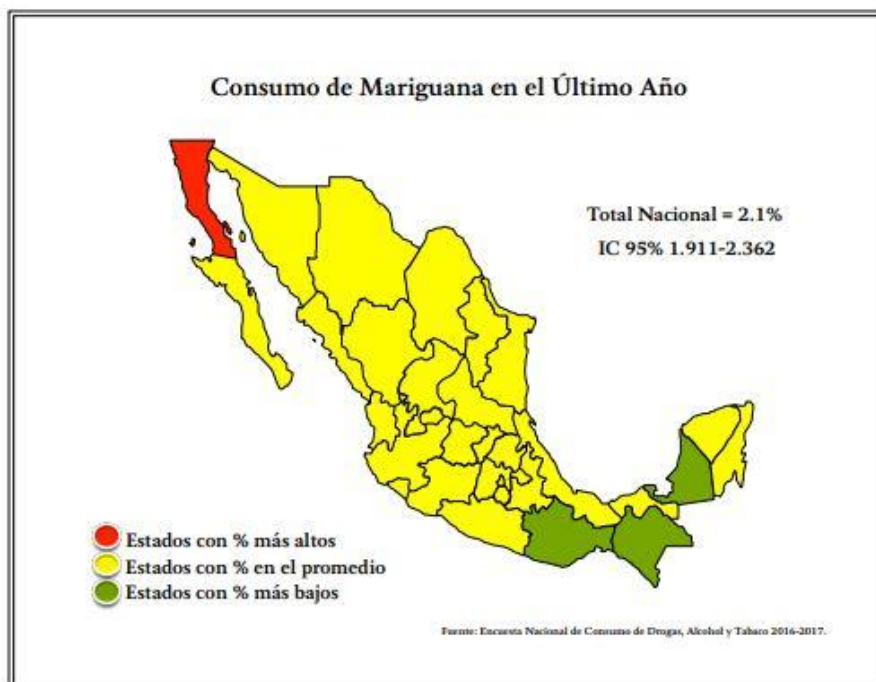 Consumo de Mariguana en el Último Año
Total Nacional = 2.1%
IC 95% 1.911-2.362
Estados con % más altos
Estados con % en el promedio
Estados con % más bajos
Fuente: Encuesta Nacional de Consumo de Drogas, Alcohol y Tabaco 2016-2017.